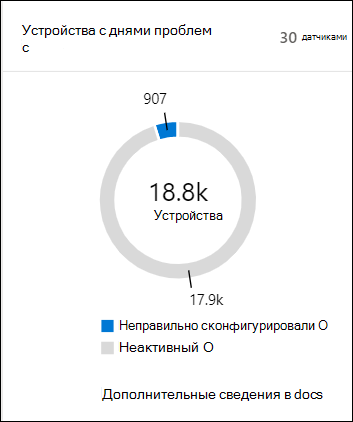 Устройства с днями проблем
с
30 датчиками
907
18.8k
Устройства
17.9k
Неправильно сконфигурировали О
Неактивный О
Дополнительные сведения в docs